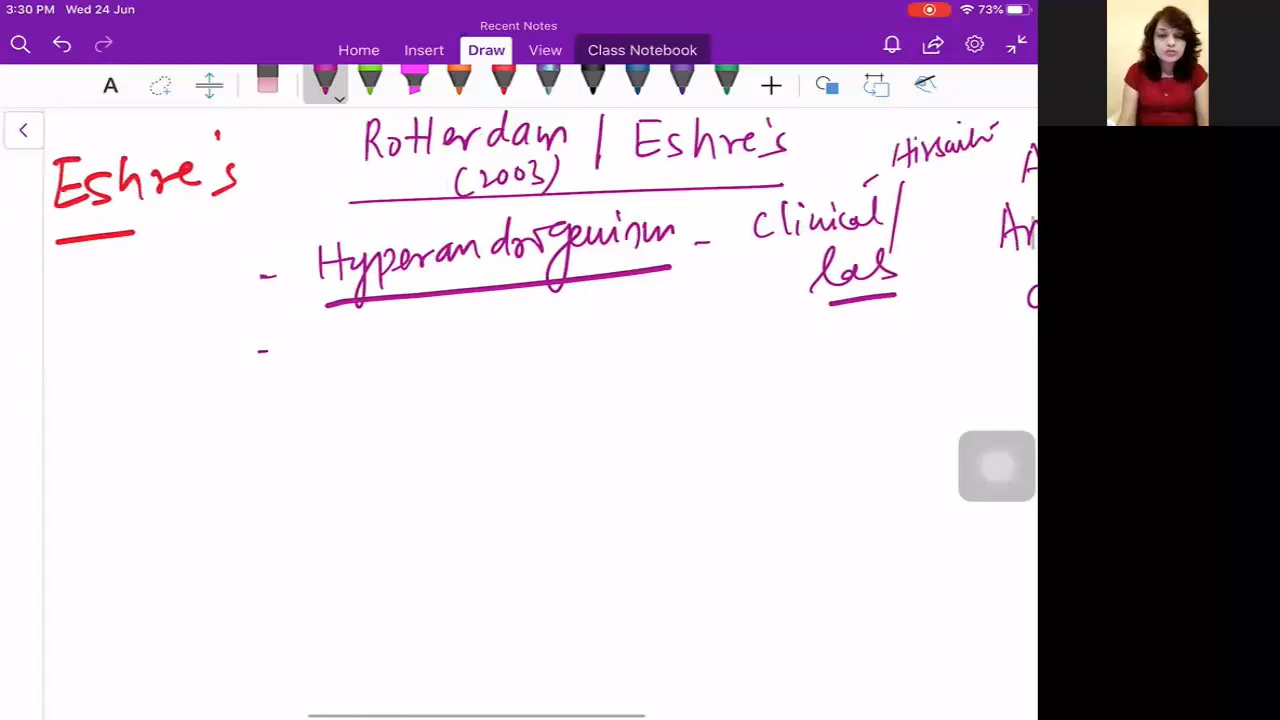 3:30 PM Wed 24 Jun
73%
Recent Notes
Home Insert Draw View Class Notebook
A
Rotterdam / Eshre's
(2003)
Eshre's
- Hyperandrogenism - Clinical/
lab
-